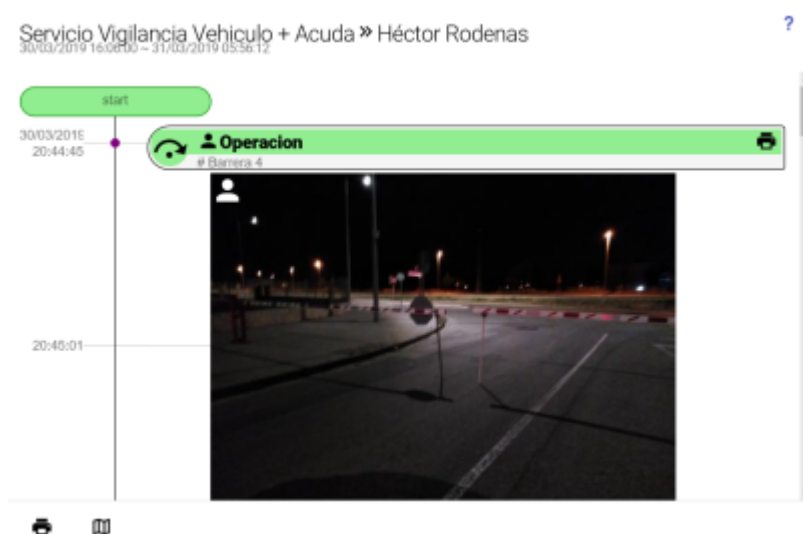 Servicio Vigilancia Vehiculo + Acuda » Héctor Rodenas
?
30/03/2019 16:06:00 ~ 31/03/2019 05:56:12
start
30/03/2019
20:44:45
Operacion
# Barrera 4
20:45:01